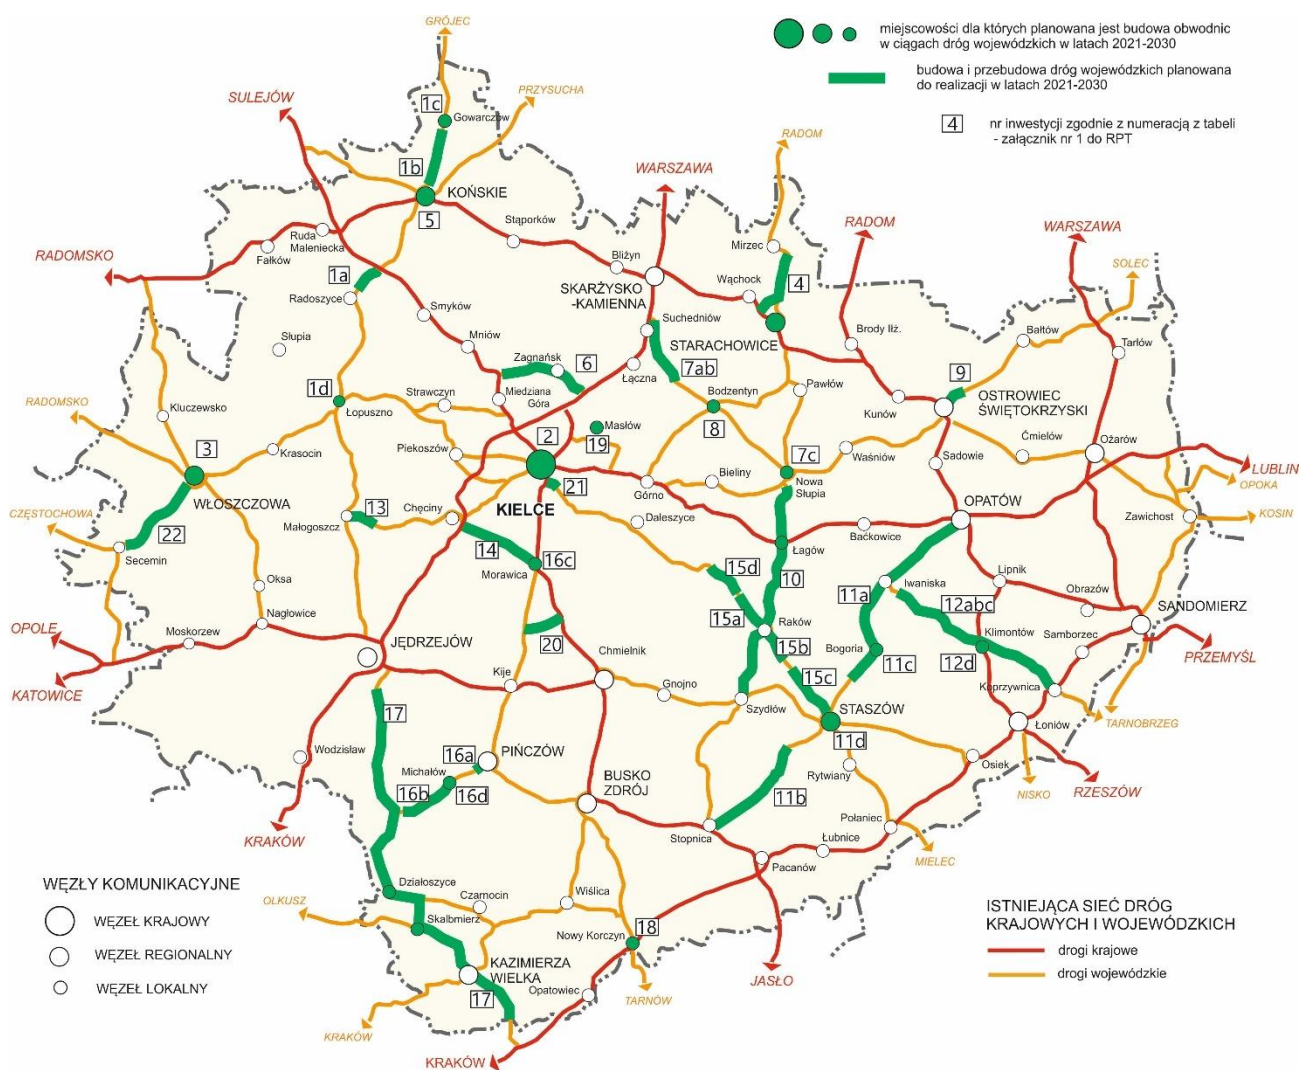 GRÓJEC
miejscowości dla których planowana jest budowa obwodnic
w ciągach dróg wojewódzkich w latach 2021-2030
budowa i przebudowa dróg wojewódzkich planowana
do realizacji w latach 2021-2030
4
nr inwestycji zgodnie z numeracją z tabeli
- załącznik nr 1 do RPT
SULEJÓW
1c
Gowarczów
PRZYSUCHA
RADOM
1b
KOŃSKIE
5
WARSZAWA
Stąporków
Ruda
Maleniecka
Fałków
RADOMSKO
1a
Radoszyce
Bliżyn
SKARŻYSKO
-KAMIENNA
Mirzec
Wąchock
4
RADOM
WARSZAWA
SOLEC
Smyków
Słupia
Mniów
Suchedniów
STARACHOWICE
Brody Iłż.
Bałtów
Tarłów
Zagnańsk
6
Łączna
7ab
Bodzentyn
Pawłów
Kunów
9
OSTROWIEC
ŚWIĘTOKRZYSKI
1d
Łopuszno
Strawczyn
Miedziana
Góra
RADOMSKO
Kluczewsko
Krasocin
Piekoszów
2
Masłów
19
8
Waśniów
Ćmielów
Ożarów
Sadowie
3
WŁOSZCZOWA
21
KIELCE
Górno
Bieliny
7c
Nowa
Słupia
LUBLIN
OPOKA
CZĘSTOCHOWA
22
Secemin
13
Małogoszcz
Chęciny
Daleszyce
OPATÓW
Zawichost
KOSIN
14
Morawica
16c
Łagów
Baćkowice
15d
10
Iwaniska
Lipnik
Obrazów
SANDOMIERZ
Oksa
Nagłowice
OPOLE
Moskorzew
KATOWICE
JĘDRZEJÓW
20
15a
Raków
15b
11a
Bogoria
12abc
Klimontów
Samborzec
12d
PRZEMYŚL
Kije
Chmielnik
Gnojno
15c
11c
Koprzywnica
17
Szydłów
STASZÓW
11d
Łoniów
TARNOBRZEG
Wodzisław
16a
PIŃCZÓW
Michałów
16b
16d
BUSKO
ZDRÓJ
Rytwiany
11b
Osiek
NISKO
RZESZÓW
KRAKÓW
Stopnica
Połaniec
Łubnice
MIELEC
Pacanów
WĘZŁY KOMUNIKACYJNE
WĘZEŁ KRAJOWY
WĘZEŁ REGIONALNY
WĘZEŁ LOKALNY
OLKUSZ
Działoszyce
Czarnocin
Wiślica
Skalbmierz
Nowy Korczyn
18
KAZIMIERZA
WIELKA
17
Opatowiec
TARNÓW
JASŁO
KRAKÓW
KRAKÓW
ISTNIEJĄCA SIEĆ DRÓG
KRAJOWYCH I WOJEWÓDZKICH
drogi krajowe
drogi wojewódzkie